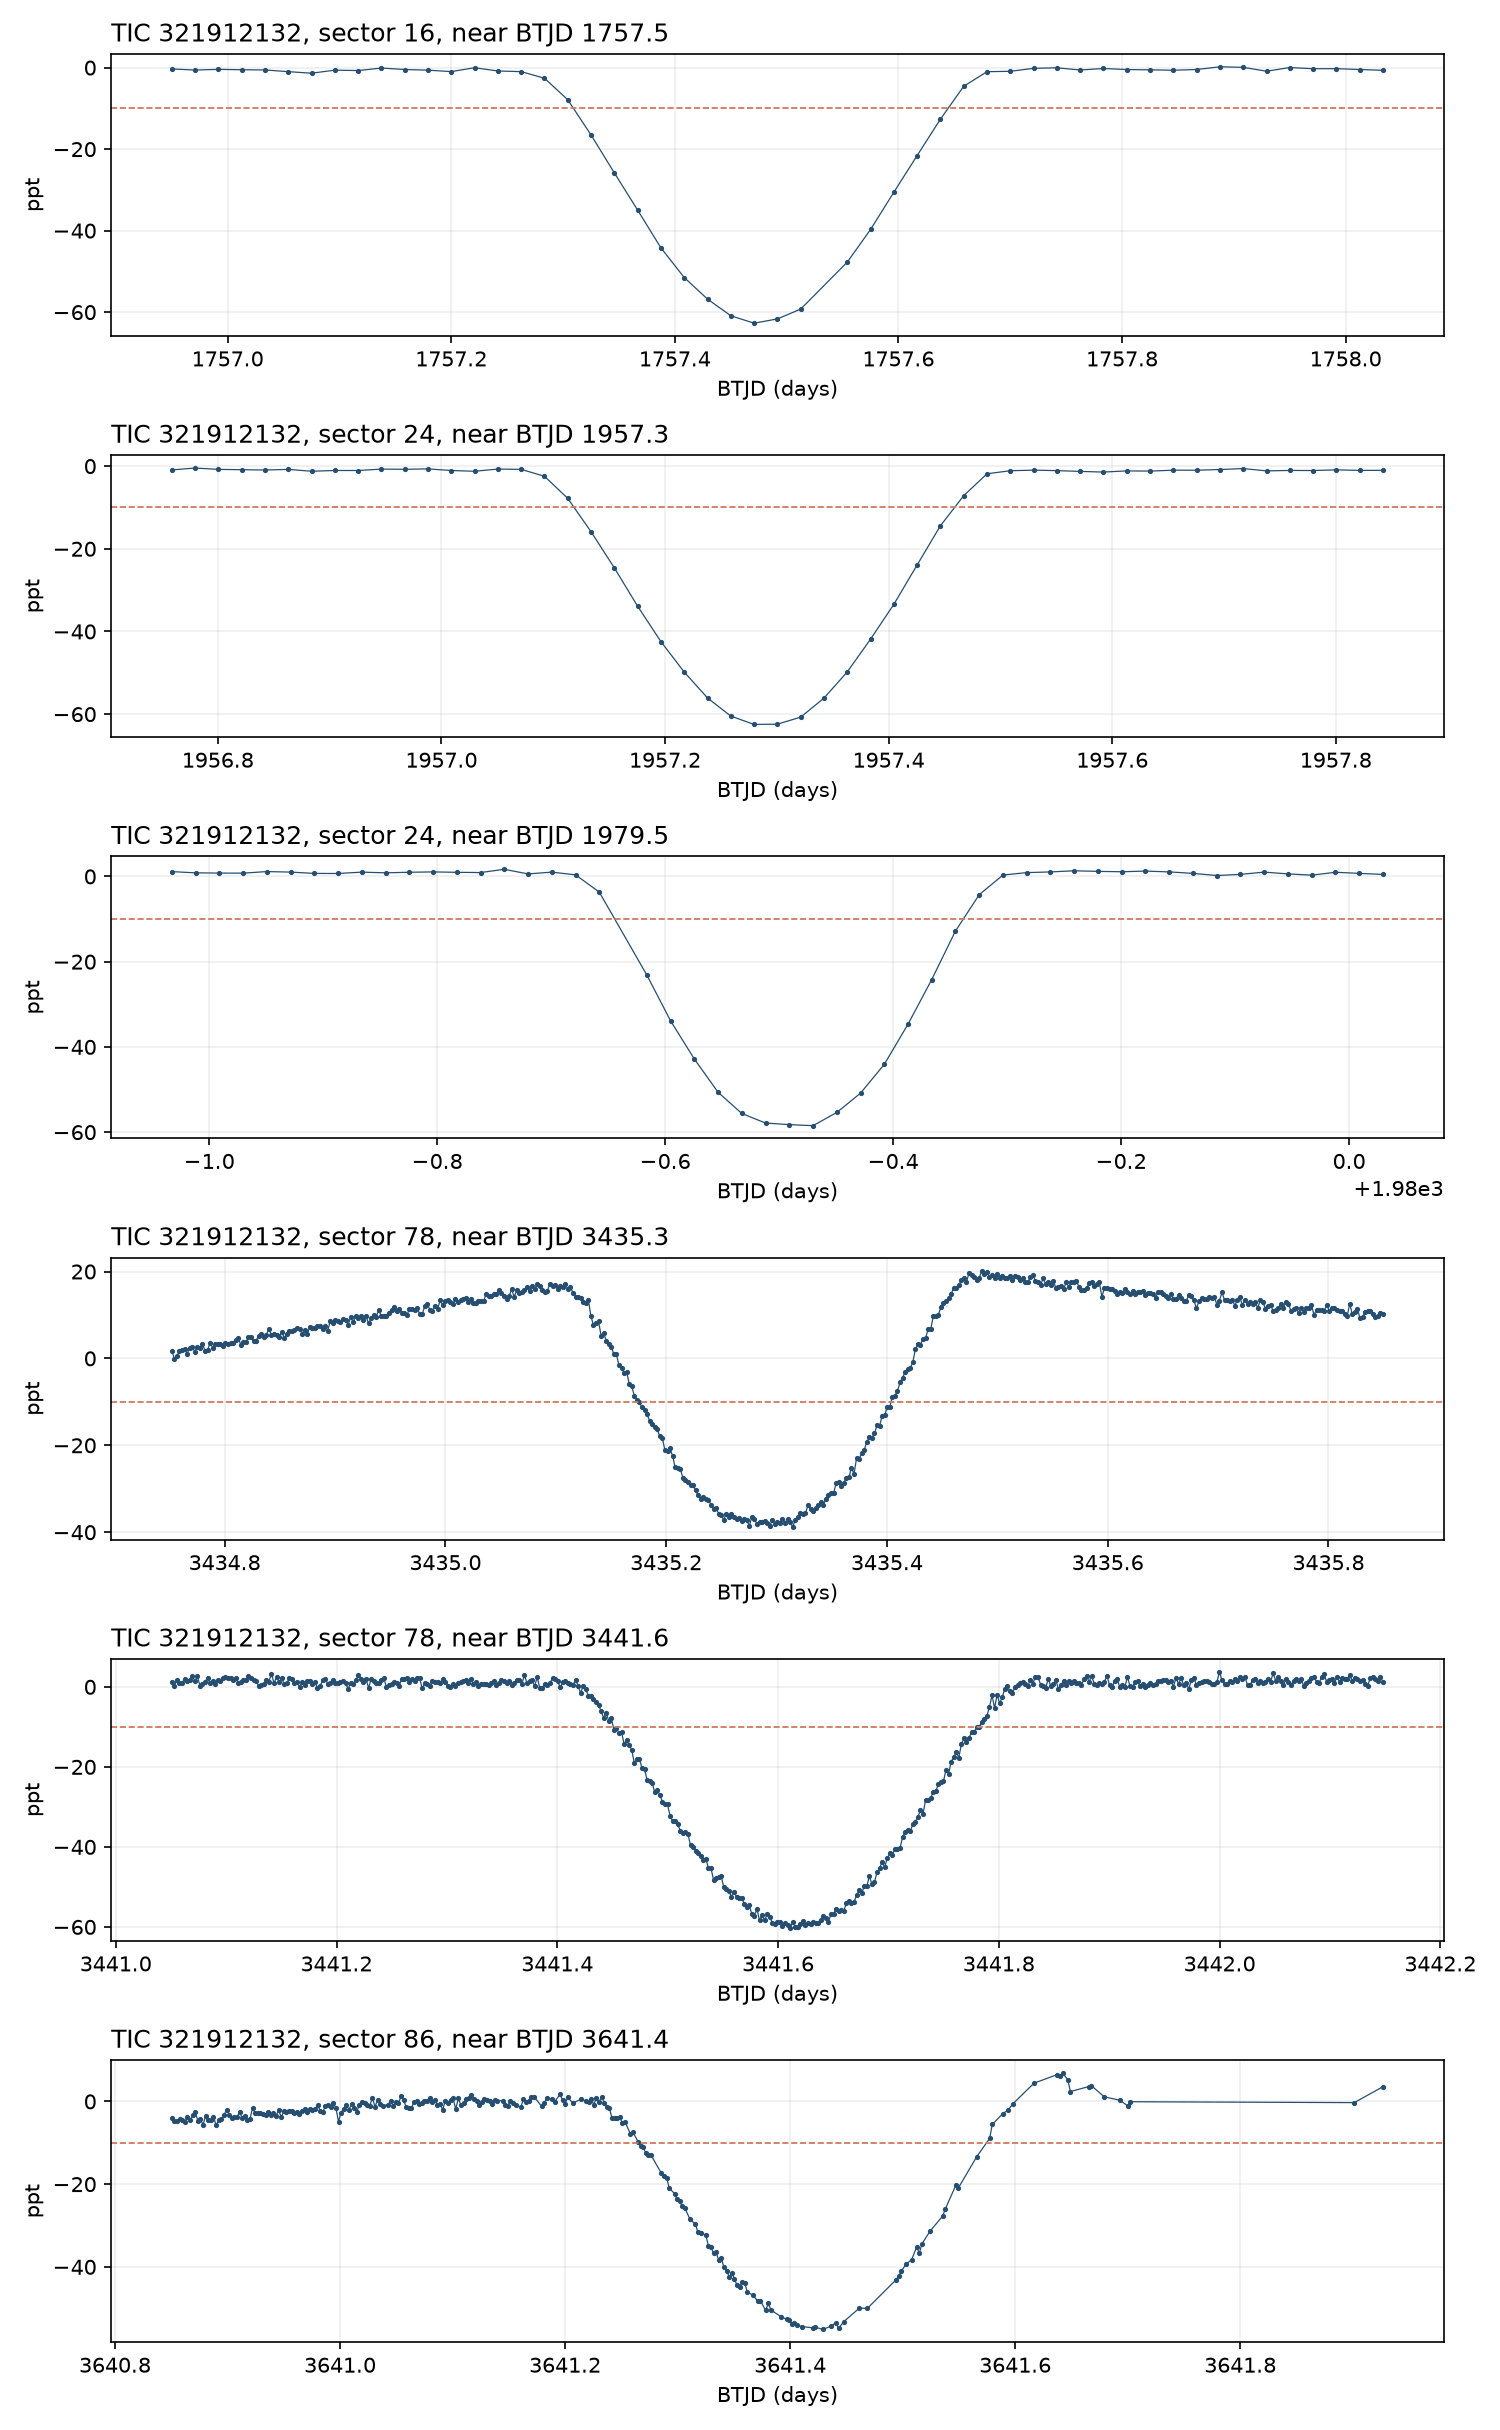 TIC 321912132, sector 16, near BTJD 1757.5
0
−20
−40
−60
ppt
1757.0 1757.2 1757.4 1757.6 1757.8 1758.0
BTJD (days)
TIC 321912132, sector 24, near BTJD 1957.3
0
−20
−40
−60
ppt
1956.8 1957.0 1957.2 1957.4 1957.6 1957.8
BTJD (days)
TIC 321912132, sector 24, near BTJD 1979.5
0
−20
−40
−60
ppt
−1.0 −0.8 −0.6 −0.4 −0.2 0.0
+1.98e3
BTJD (days)
TIC 321912132, sector 78, near BTJD 3435.3
20
0
−20
−40
ppt
3434.8 3435.0 3435.2 3435.4 3435.6 3435.8
BTJD (days)
TIC 321912132, sector 78, near BTJD 3441.6
0
−20
−40
−60
ppt
3441.0 3441.2 3441.4 3441.6 3441.8 3442.0 3442.2
BTJD (days)
TIC 321912132, sector 86, near BTJD 3641.4
0
−20
−40
ppt
3640.8 3641.0 3641.2 3641.4 3641.6 3641.8
BTJD (days)